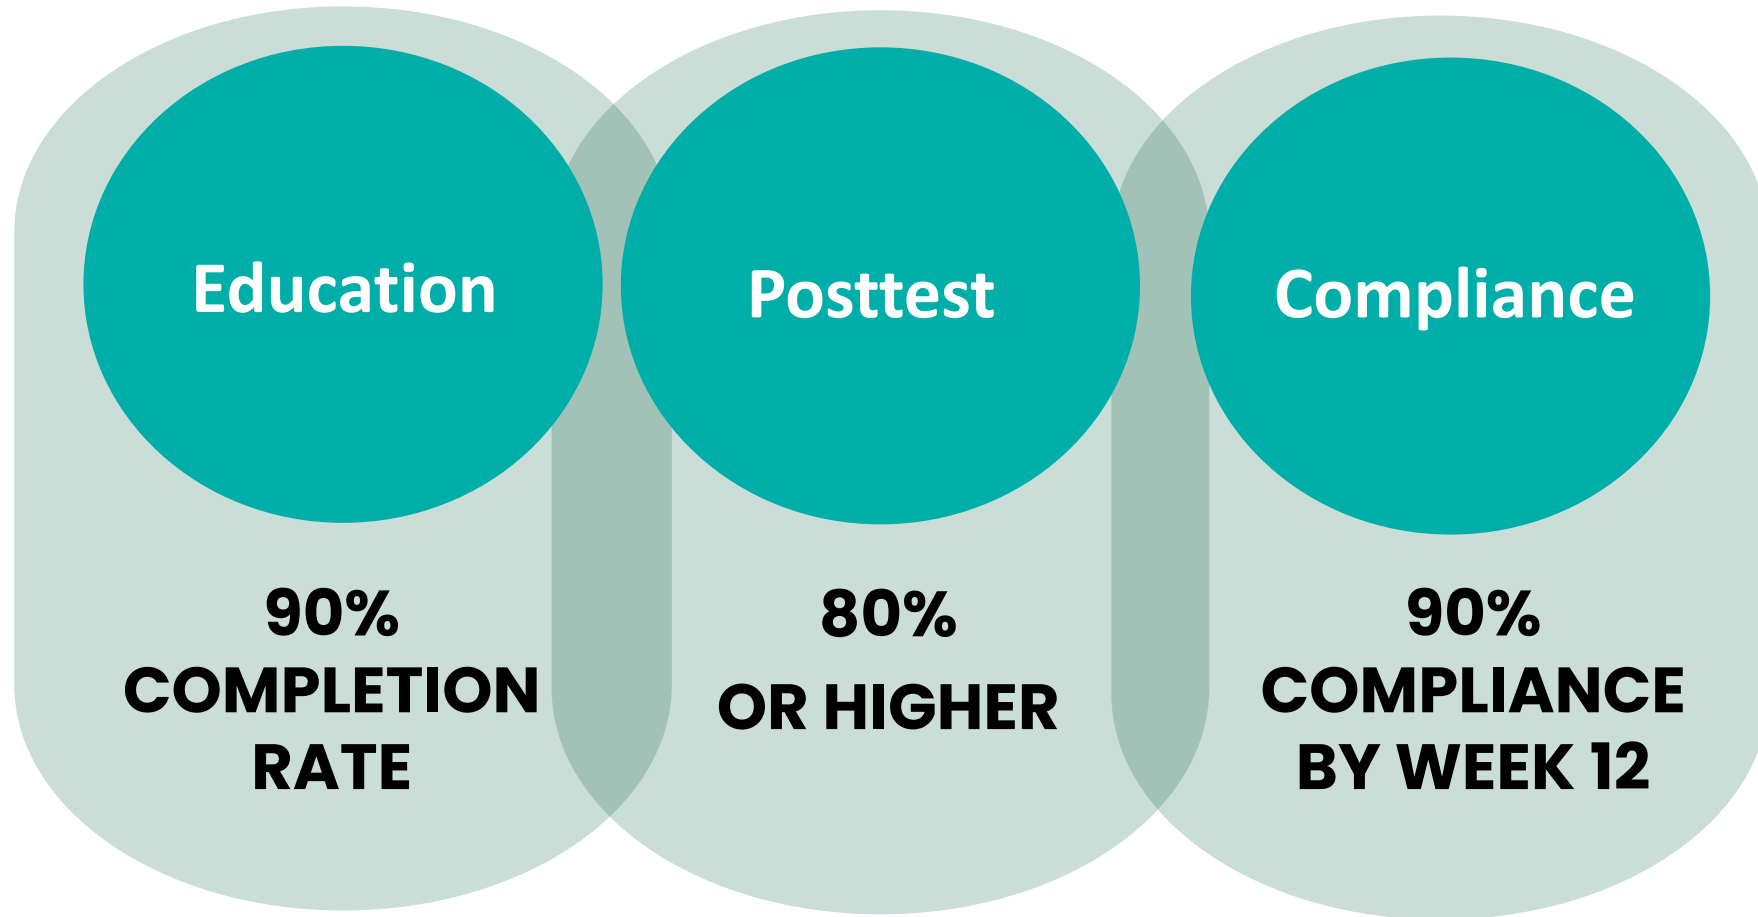 Education
90%
COMPLETION
RATE
Posttest
80%
OR HIGHER
Compliance
90%
COMPLIANCE
BY WEEK 12